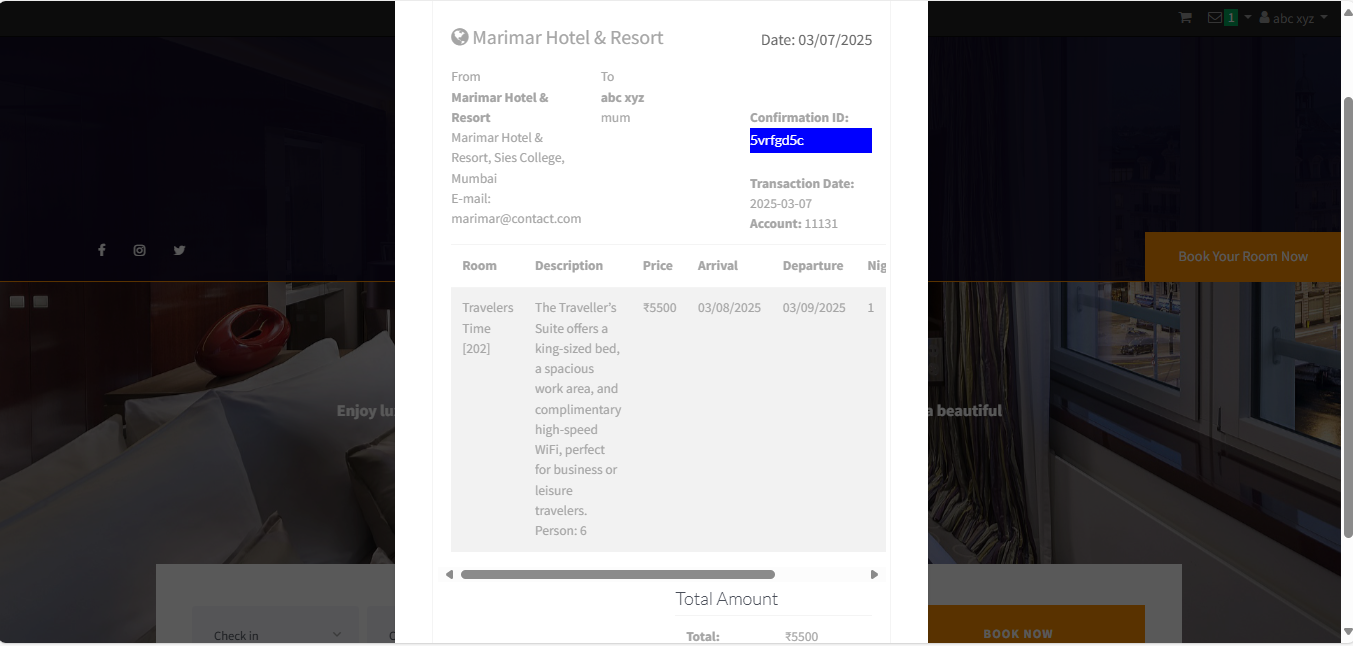 1 abc xyz
Marimar Hotel & Resort
Date: 03/07/2025
From
Marimar Hotel &
Resort
Marimar Hotel &
Resort, Sies College,
Mumbai
E-mail:
marimar@contact.com
To
abc xyz
mum
Confirmation ID:
5vrfgd5c
Transaction Date:
2025-03-07
Account: 11131
Book Your Room Now
Room Description Price Arrival Departure Nig
Travelers
Time
[202]
The Traveller's
Suite offers a
king-sized bed,
a spacious
work area, and
complimentary
high-speed
WiFi, perfect
for business or
leisure
travelers.
Person: 6
₹5500
03/08/2025
03/09/2025
1
Enjoy lu
a beautiful
Total Amount
Total: ₹5500
Check in
C
BOOK NOW